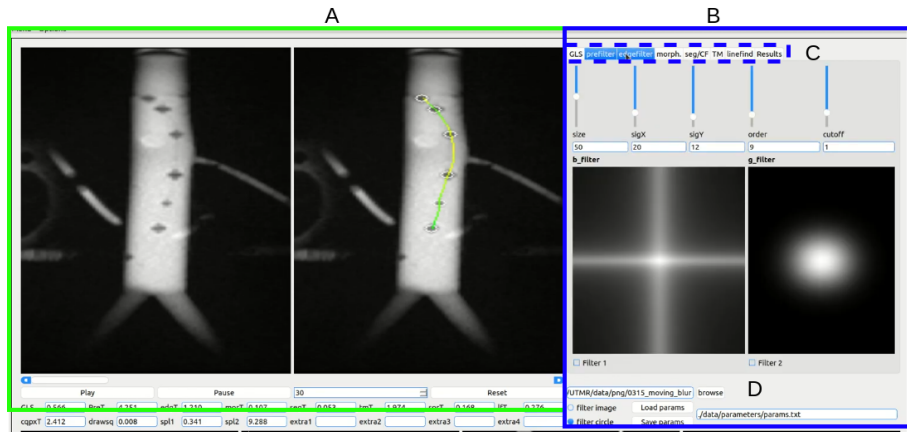 A
B
GLS prefilter edgefilter morph. seg/CF TM linefind Results
C
size sigX sigY order cutoff
50 20 12 9 1
b_filter g_filter
Filter 1 Filter 2
Play Pause 30 Reset
/UTMR/data/png/0315_moving_blur browse
D
filter image Load params
./data/parameters/params.txt
filter circle Save params
GLS 0.566 PreT 4.251 edgT 1.210 morT 0.107 segT 0.053 tmT 1.974 sprT 0.168 lfT 0.276
cqpxT 2.412 drawsq 0.008 spl1 0.341 spl2 9.288 extra1 extra2 extra3 extra4